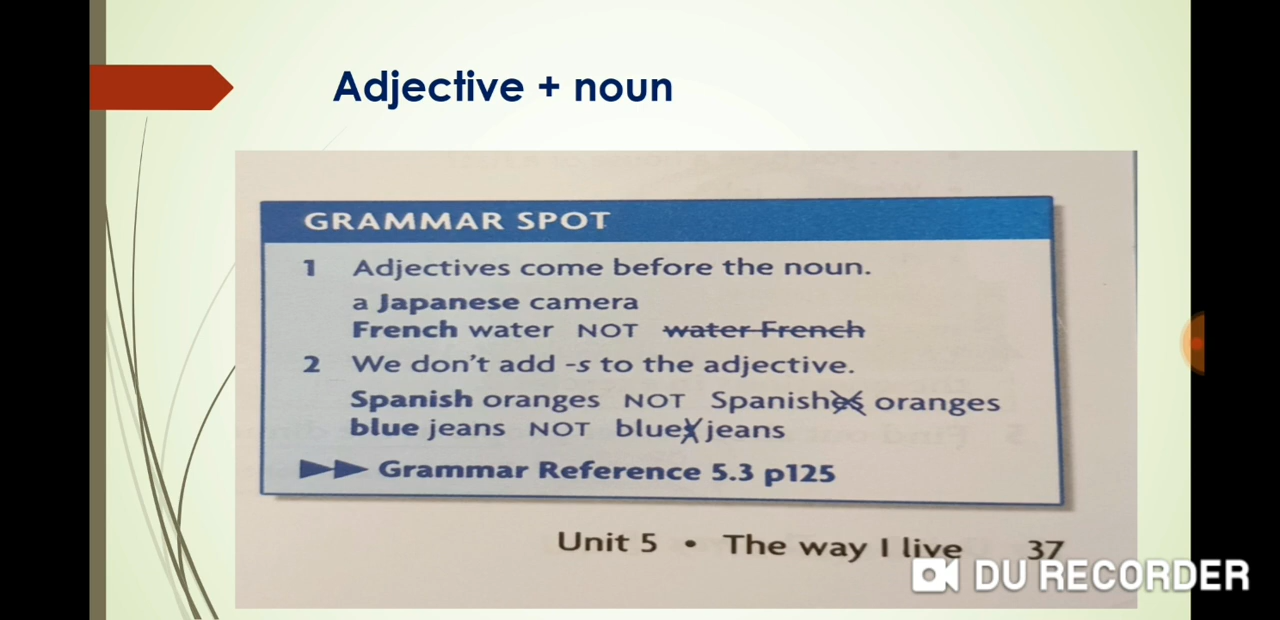 Adjective + noun
GRAMMAR SPOT
1 Adjectives come before the noun.
a Japanese camera
French water NOT water French
2 We don't add -s to the adjective.
Spanish oranges NOT Spanishes oranges
blue jeans NOT blues jeans
Grammar Reference 5.3 p125
Unit 5 • The way I live 37
DU RECORDER